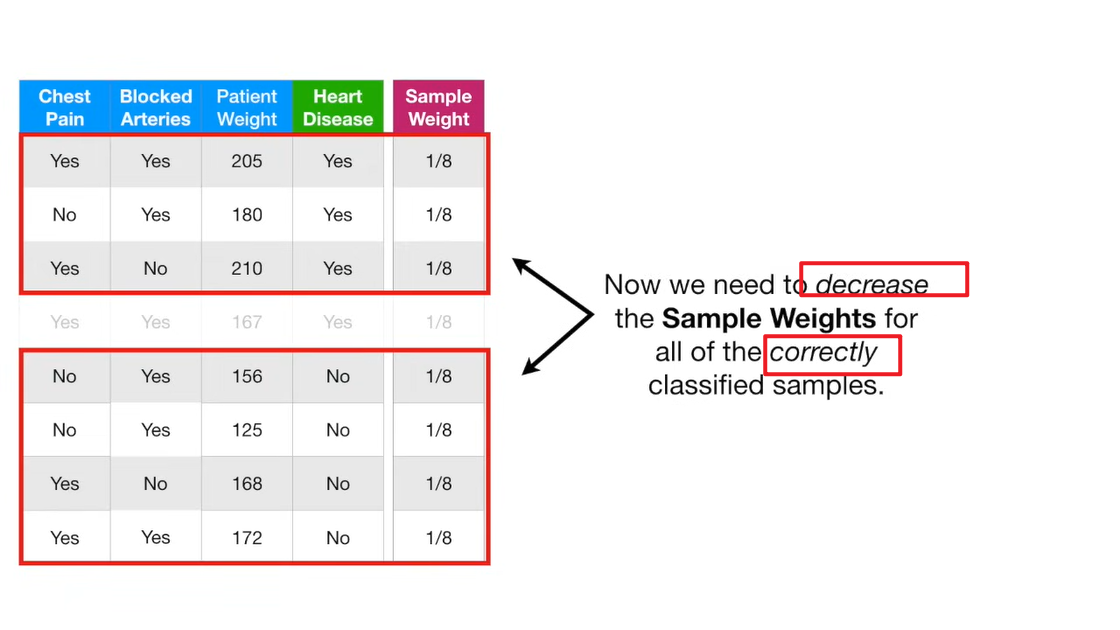 Chest Pain Blocked Arteries Patient Weight Heart Disease Sample Weight
Yes Yes 205 Yes 1/8
No Yes 180 Yes 1/8
Yes No 210 Yes 1/8
Yes Yes 167 Yes 1/8
No Yes 156 No 1/8
No Yes 125 No 1/8
Yes No 168 No 1/8
Yes Yes 172 No 1/8
Now we need to decrease
the Sample Weights for
all of the correctly
classified samples.